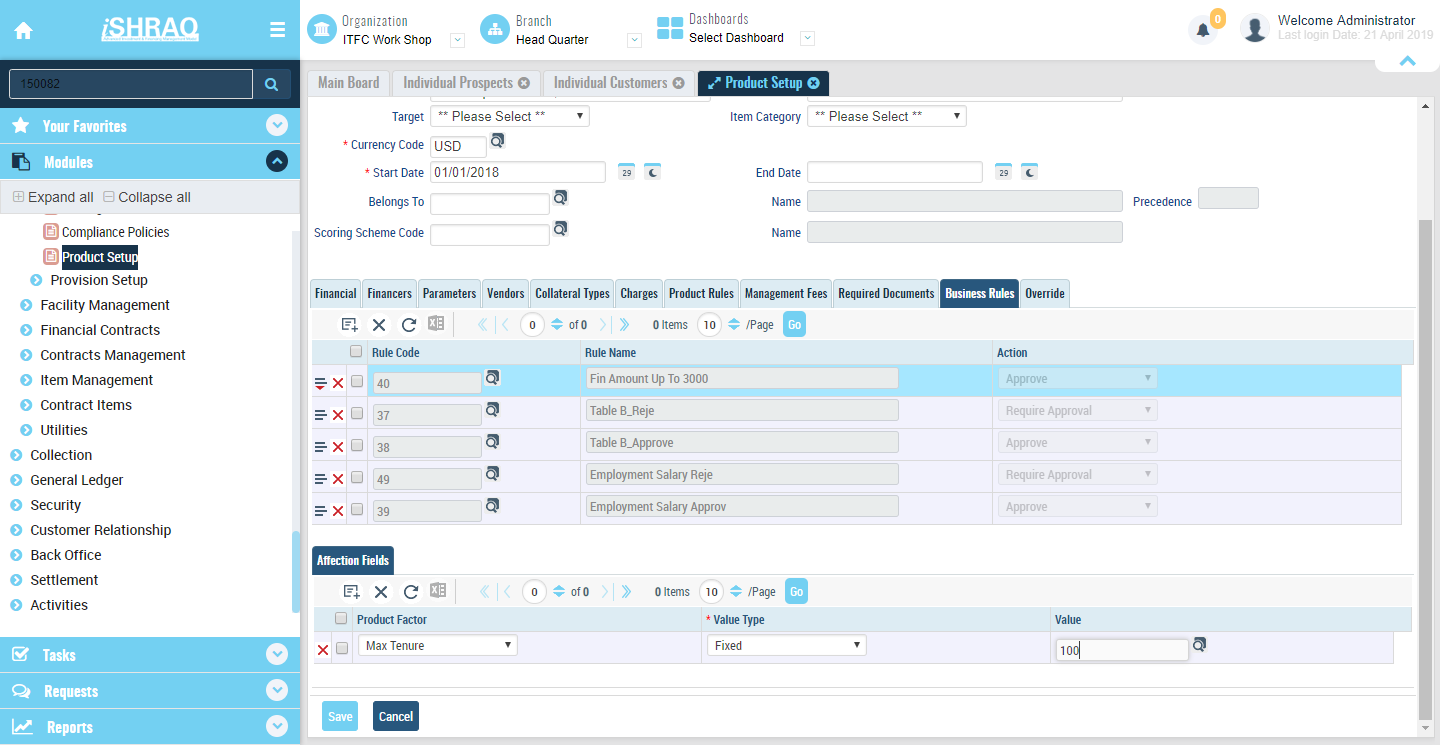 iSHRAQ
Organization
ITFC Work Shop
Branch
Head Quarter
Dashboards
Select Dashboard
0
Welcome Administrator
Last login Date: 21 April 2019
150082
Your Favorites
Modules
Expand all Collapse all
Compliance Policies
Product Setup
Provision Setup
Facility Management
Financial Contracts
Contracts Management
Item Management
Contract Items
Utilities
Collection
General Ledger
Security
Customer Relationship
Back Office
Settlement
Activities
Tasks
Requests
Reports
Main Board Individual Prospects Individual Customers Product Setup
Target ** Please Select ** Item Category ** Please Select **
* Currency Code USD
* Start Date 01/01/2018 29 End Date 29
Belongs To Name Precedence
Scoring Scheme Code Name
Financial Financers Parameters Vendors Collateral Types Charges Product Rules Management Fees Required Documents Business Rules Override
0 of 0 0 Items 10 /Page Go
Rule Code Rule Name Action
40 Fin Amount Up To 3000 Approve
37 Table B_Reje Require Approval
38 Table B_Approve Approve
49 Employment Salary Reje Require Approval
39 Employment Salary Approv Approve
Affection Fields
0 of 0 0 Items 10 /Page Go
Product Factor * Value Type Value
Max Tenure Fixed 100
Save Cancel